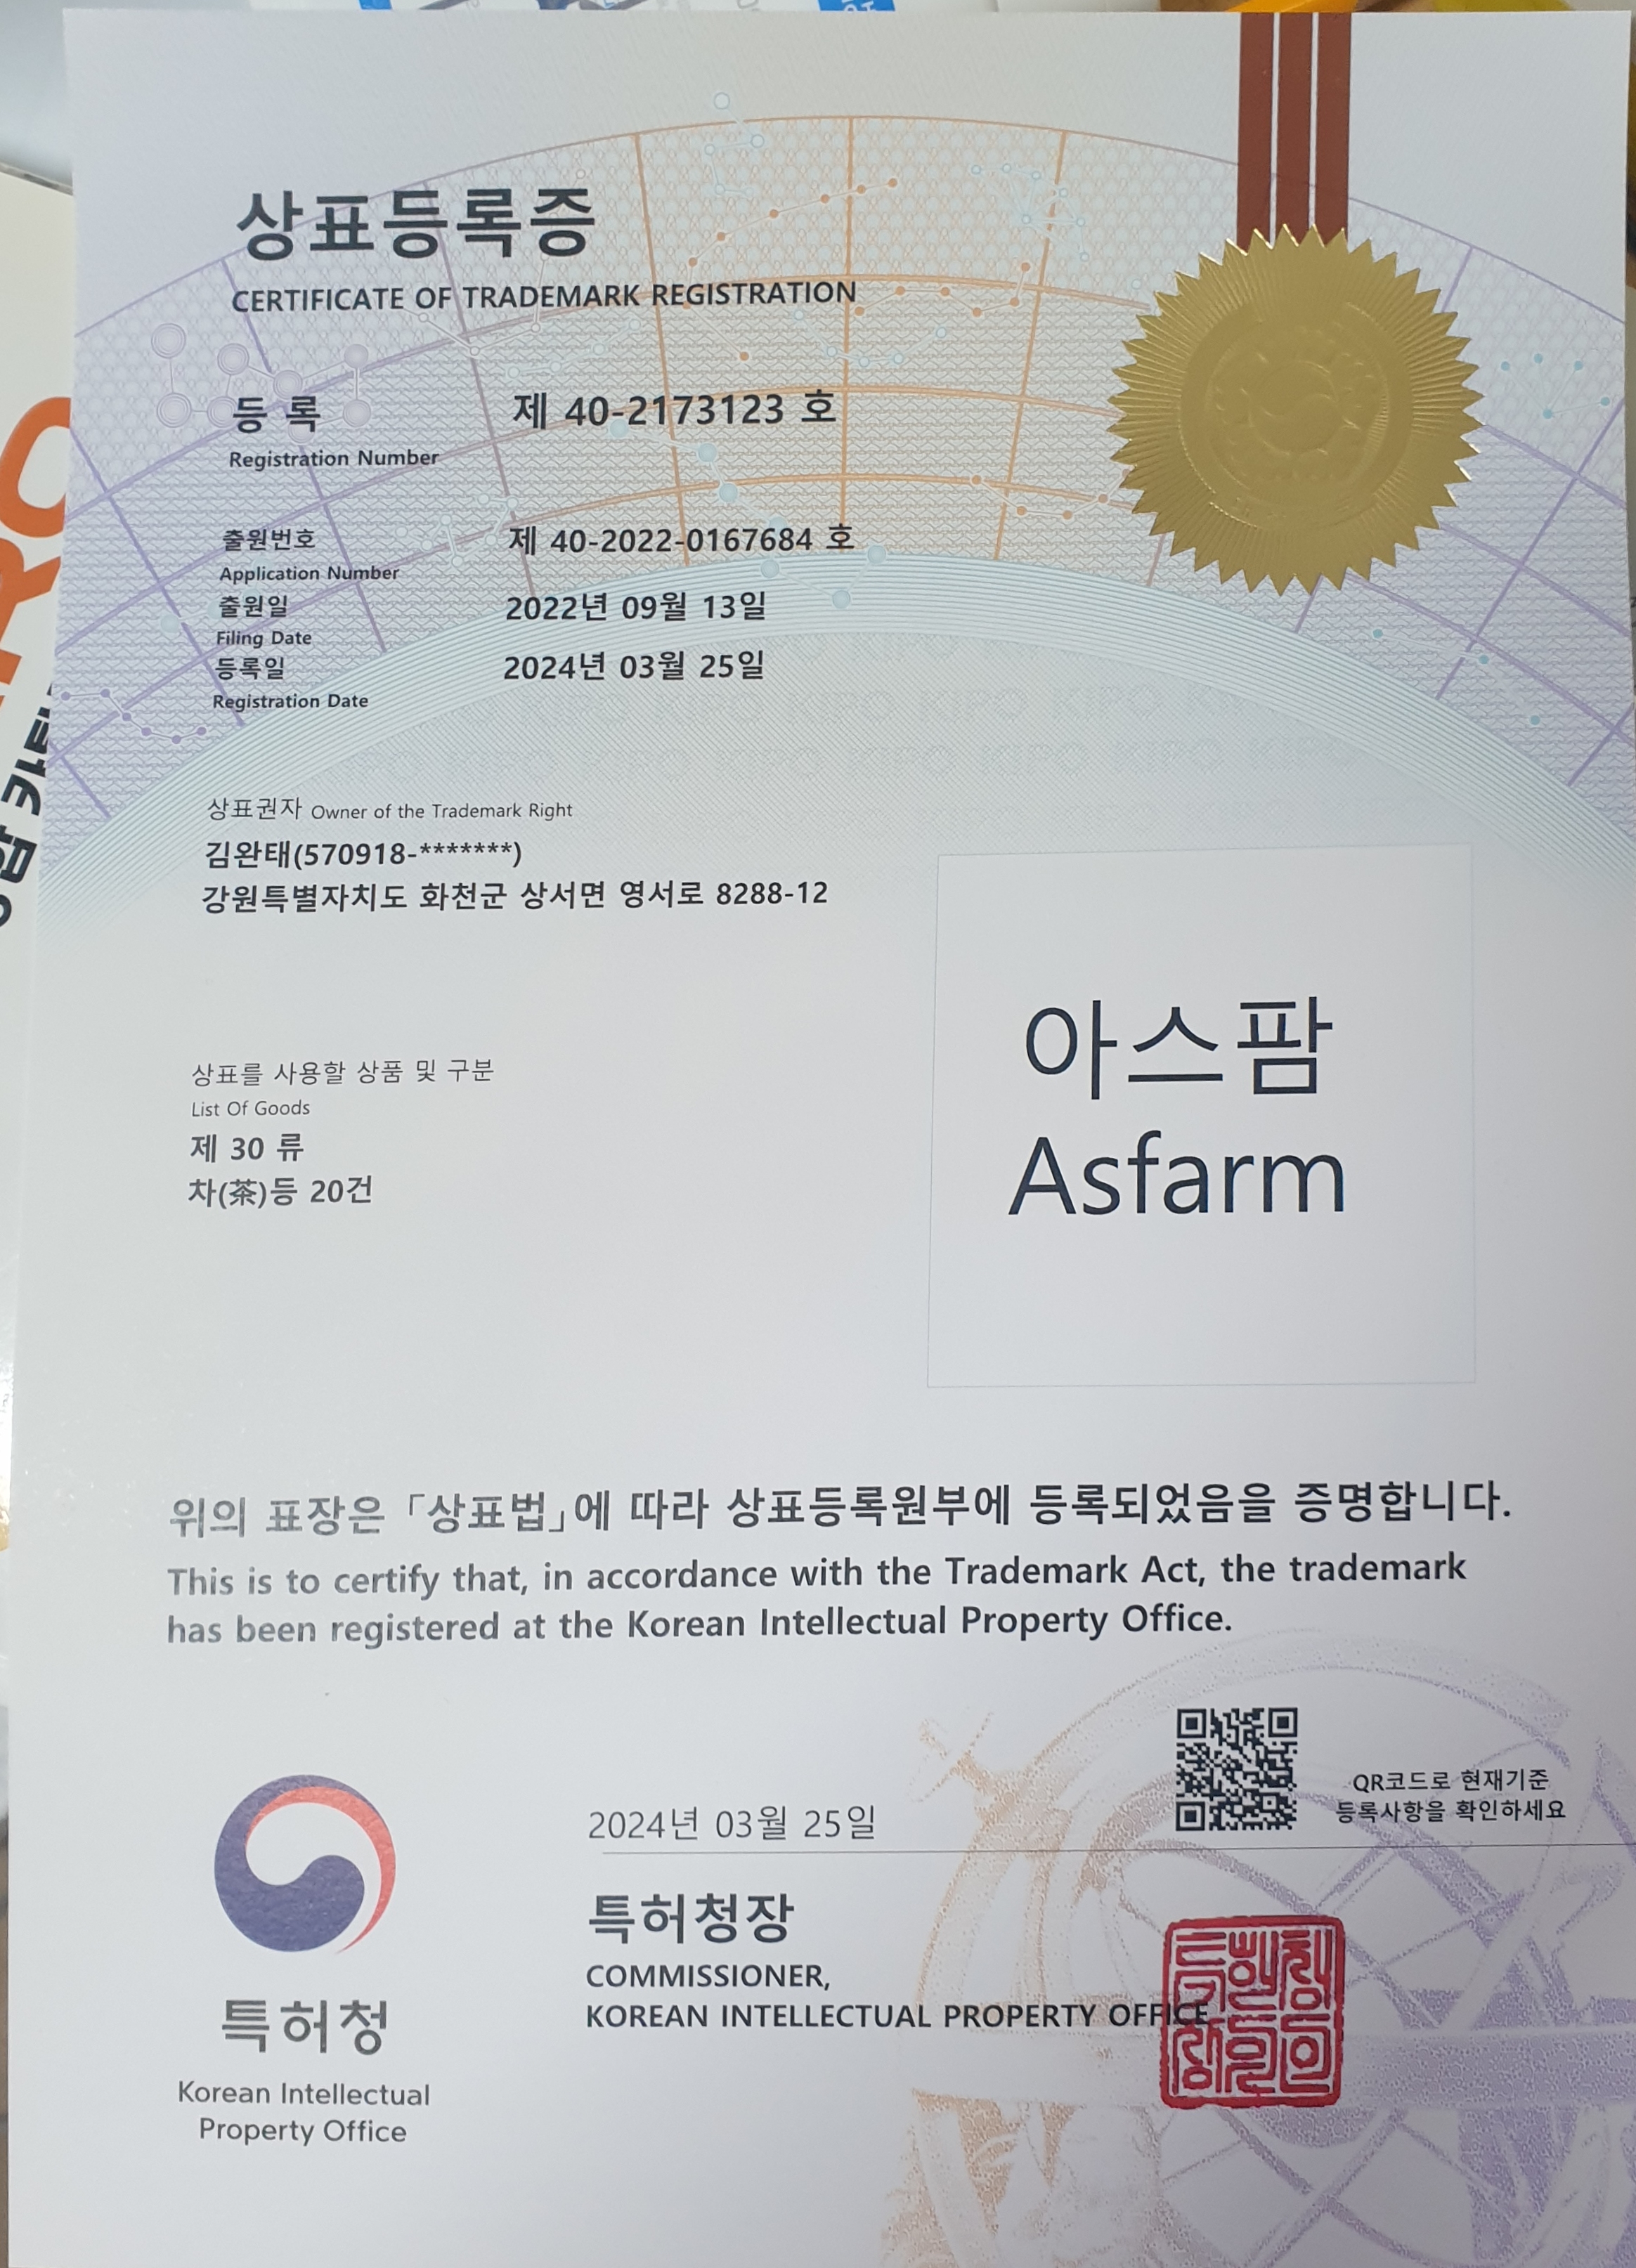 상표등록증
CERTIFICATE OF TRADEMARK REGISTRATION
등 록 제 40-2173123 호
Registration Number
출원번호 제 40-2022-0167684 호
Application Number
출원일 2022년 09월 13일
Filing Date
등록일 2024년 03월 25일
Registration Date
상표권자 Owner of the Trademark Right
김완태(570918-*******)
강원특별자치도 화천군 상서면 영서로 8288-12
아스팜
Asfarm
상표를 사용할 상품 및 구분
List Of Goods
제 30 류
차(茶)등 20건
위의 표장은 「상표법」에 따라 상표등록원부에 등록되었음을 증명합니다.
This is to certify that, in accordance with the Trademark Act, the trademark
has been registered at the Korean Intellectual Property Office.
QR코드로 현재기준
등록사항을 확인하세요
2024년 03월 25일
특허청장
COMMISSIONER,
KOREAN INTELLECTUAL PROPERTY OFFICE
특허청
Korean Intellectual
Property Office